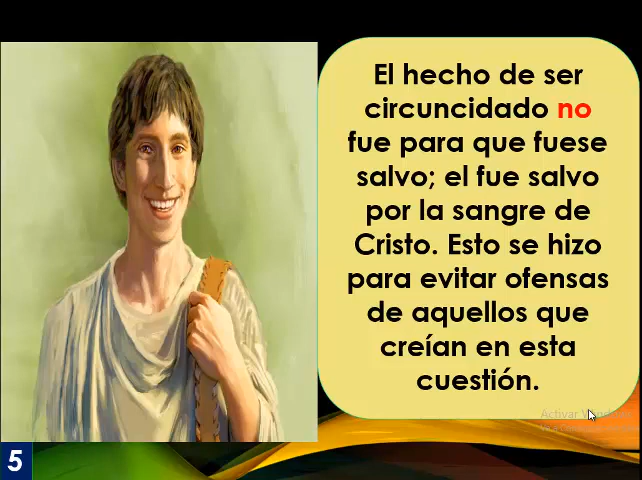 El hecho de ser
circuncidado no
fue para que fuese
salvo; el fue salvo
por la sangre de
Cristo. Esto se hizo
para evitar ofensas
de aquellos que
creían en esta
cuestión.
Activar
5